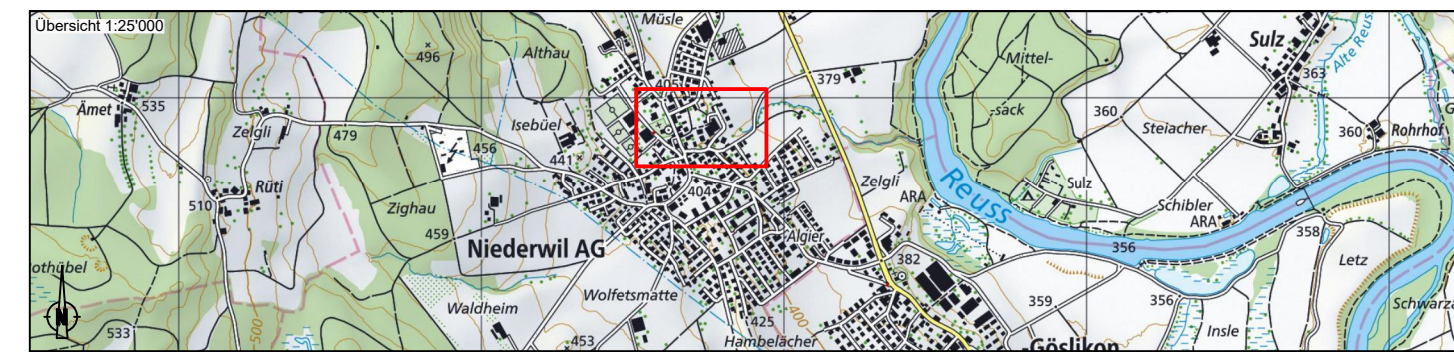 Übersicht 1:25'000
Müsle
Althau
496
405
379
Mittel-
-sack
Sulz
363
Alte Reuss
Ämet
535
Zelgli
479
Isebüel
456
441
360
Steiacher
360
Rohrhof
Rüti
510
Zighau
459
404
Zelgli
ARA
Reuss
Sulz
Schibler
ARA
Niederwil AG
Algier
382
356
358
Letz
Waldheim
Wolfetsmatte
400
425
359
356
Insle
533
500
453
Hambelächer
-Göslikon
N